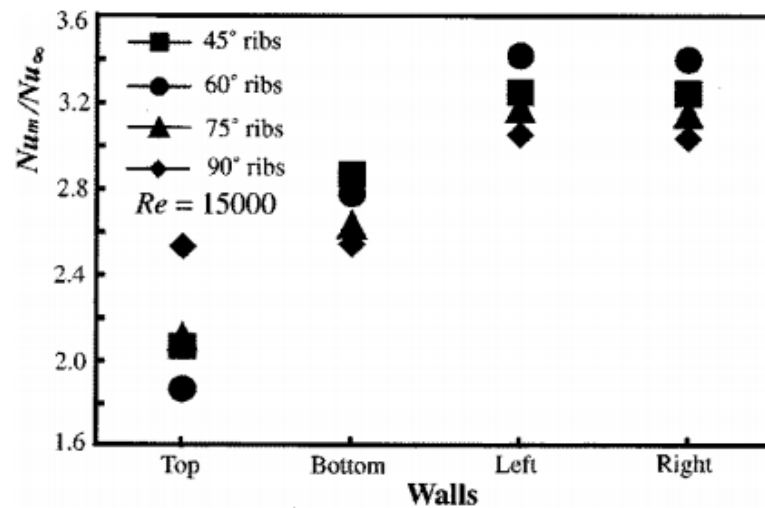 3.6
3.2
2.8
2.4
2.0
1.6
Num/Nu∞
45° ribs
60° ribs
75° ribs
90° ribs
Re = 15000
Top Bottom Left Right
Walls